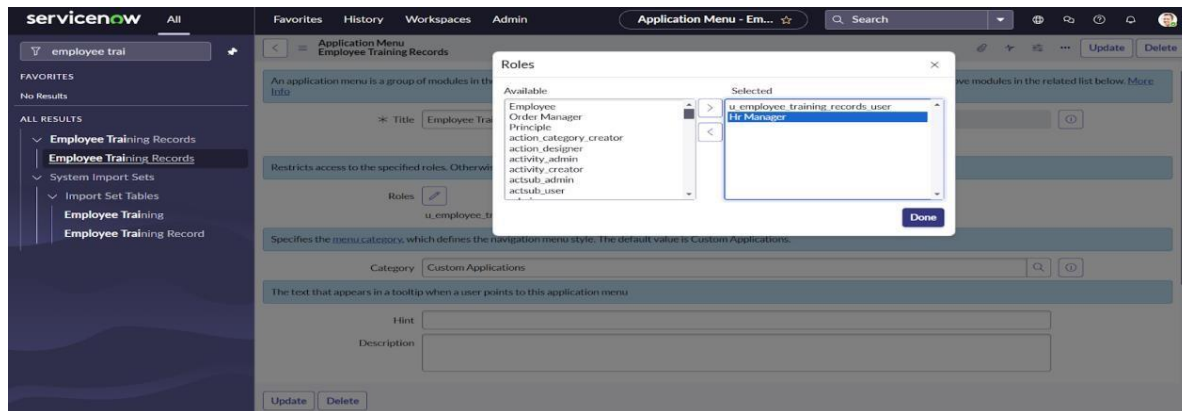 servicenow All Favorites History Workspaces Admin Application Menu - Em... Search
employee trai
FAVORITES
No Results
ALL RESULTS
Employee Training Records
Employee Training Records
System Import Sets
Import Set Tables
Employee Training
Employee Training Record
Application Menu
Employee Training Records
Update Delete
An application menu is a group of modules in th
ve modules in the related list below. More
Info
Title Employee Trai
Restricts access to the specified roles. Otherwi
Roles
u_employee_tr
Specifies the menu category, which defines the navigation menu style. The default value is Custom Applications.
Category Custom Applications
The text that appears in a tooltip when a user points to this application menu
Hint
Description
Update Delete
Roles
Available
Employee
Order Manager
Principle
action_category_creator
action_designer
activity_admin
activity_creator
actsub_admin
actsub_user
Selected
u_employee_training_records_user
Hr Manager
Done